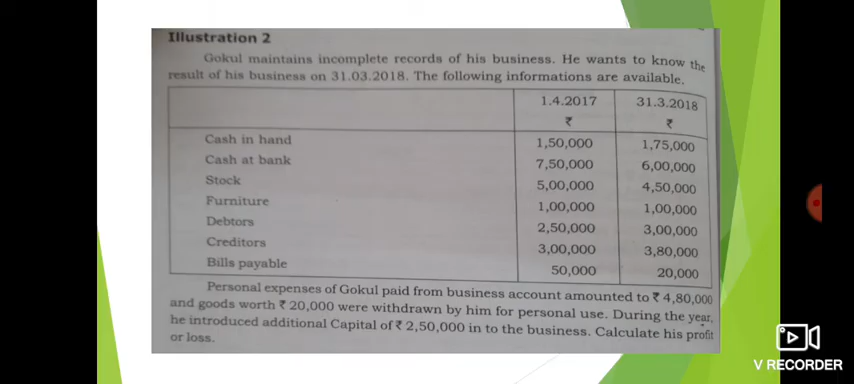 Illustration 2
Gokul maintains incomplete records of his business. He wants to know the
result of his business on 31.03.2018. The following informations are available.
1.4.2017 31.3.2018
₹ ₹
Cash in hand 1,50,000 1,75,000
Cash at bank 7,50,000 6,00,000
Stock 5,00,000 4,50,000
Furniture 1,00,000 1,00,000
Debtors 2,50,000 3,00,000
Creditors 3,00,000 3,80,000
Bills payable 50,000 20,000
Personal expenses of Gokul paid from business account amounted to ₹ 4,80,000
and goods worth ₹ 20,000 were withdrawn by him for personal use. During the year,
he introduced additional Capital of ₹ 2,50,000 in to the business. Calculate his profit
or loss.
V RECORDER